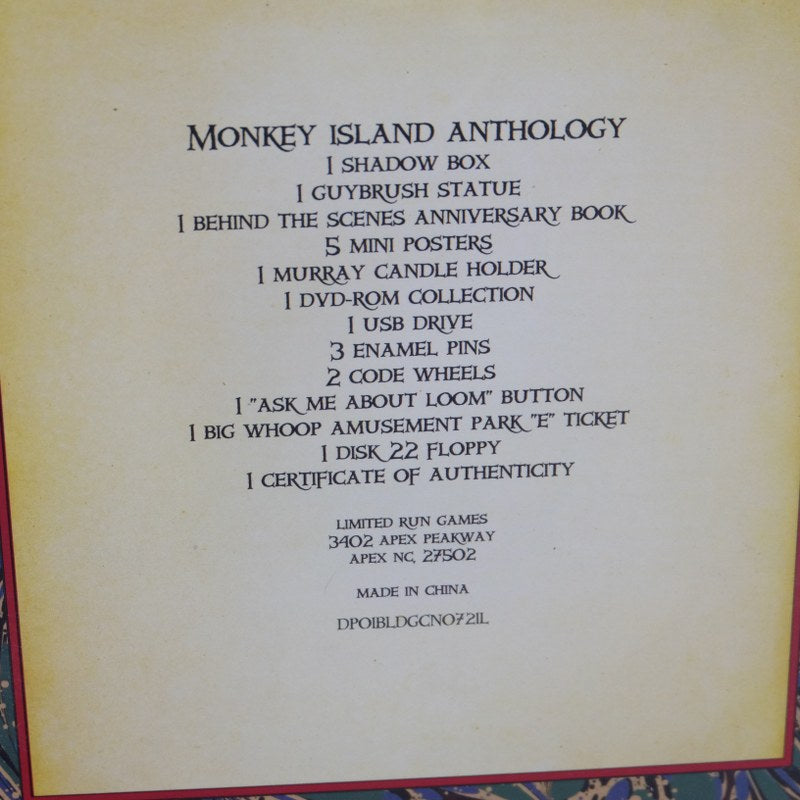 MONKEY ISLAND ANTHOLOGY
1 SHADOW BOX
1 GUYBRUSH STATUE
1 BEHIND THE SCENES ANNIVERSARY BOOK
5 MINI POSTERS
1 MURRAY CANDLE HOLDER
1 DVD-ROM COLLECTION
1 USB DRIVE
3 ENAMEL PINS
2 CODE WHEELS
1 "ASK ME ABOUT LOOM" BUTTON
1 BIG WHOOP AMUSEMENT PARK "E" TICKET
1 DISK 22 FLOPPY
1 CERTIFICATE OF AUTHENTICITY
LIMITED RUN GAMES
3402 APEX PEAKWAY
APEX NC, 27502
MADE IN CHINA
DP01BLDGCN0721L